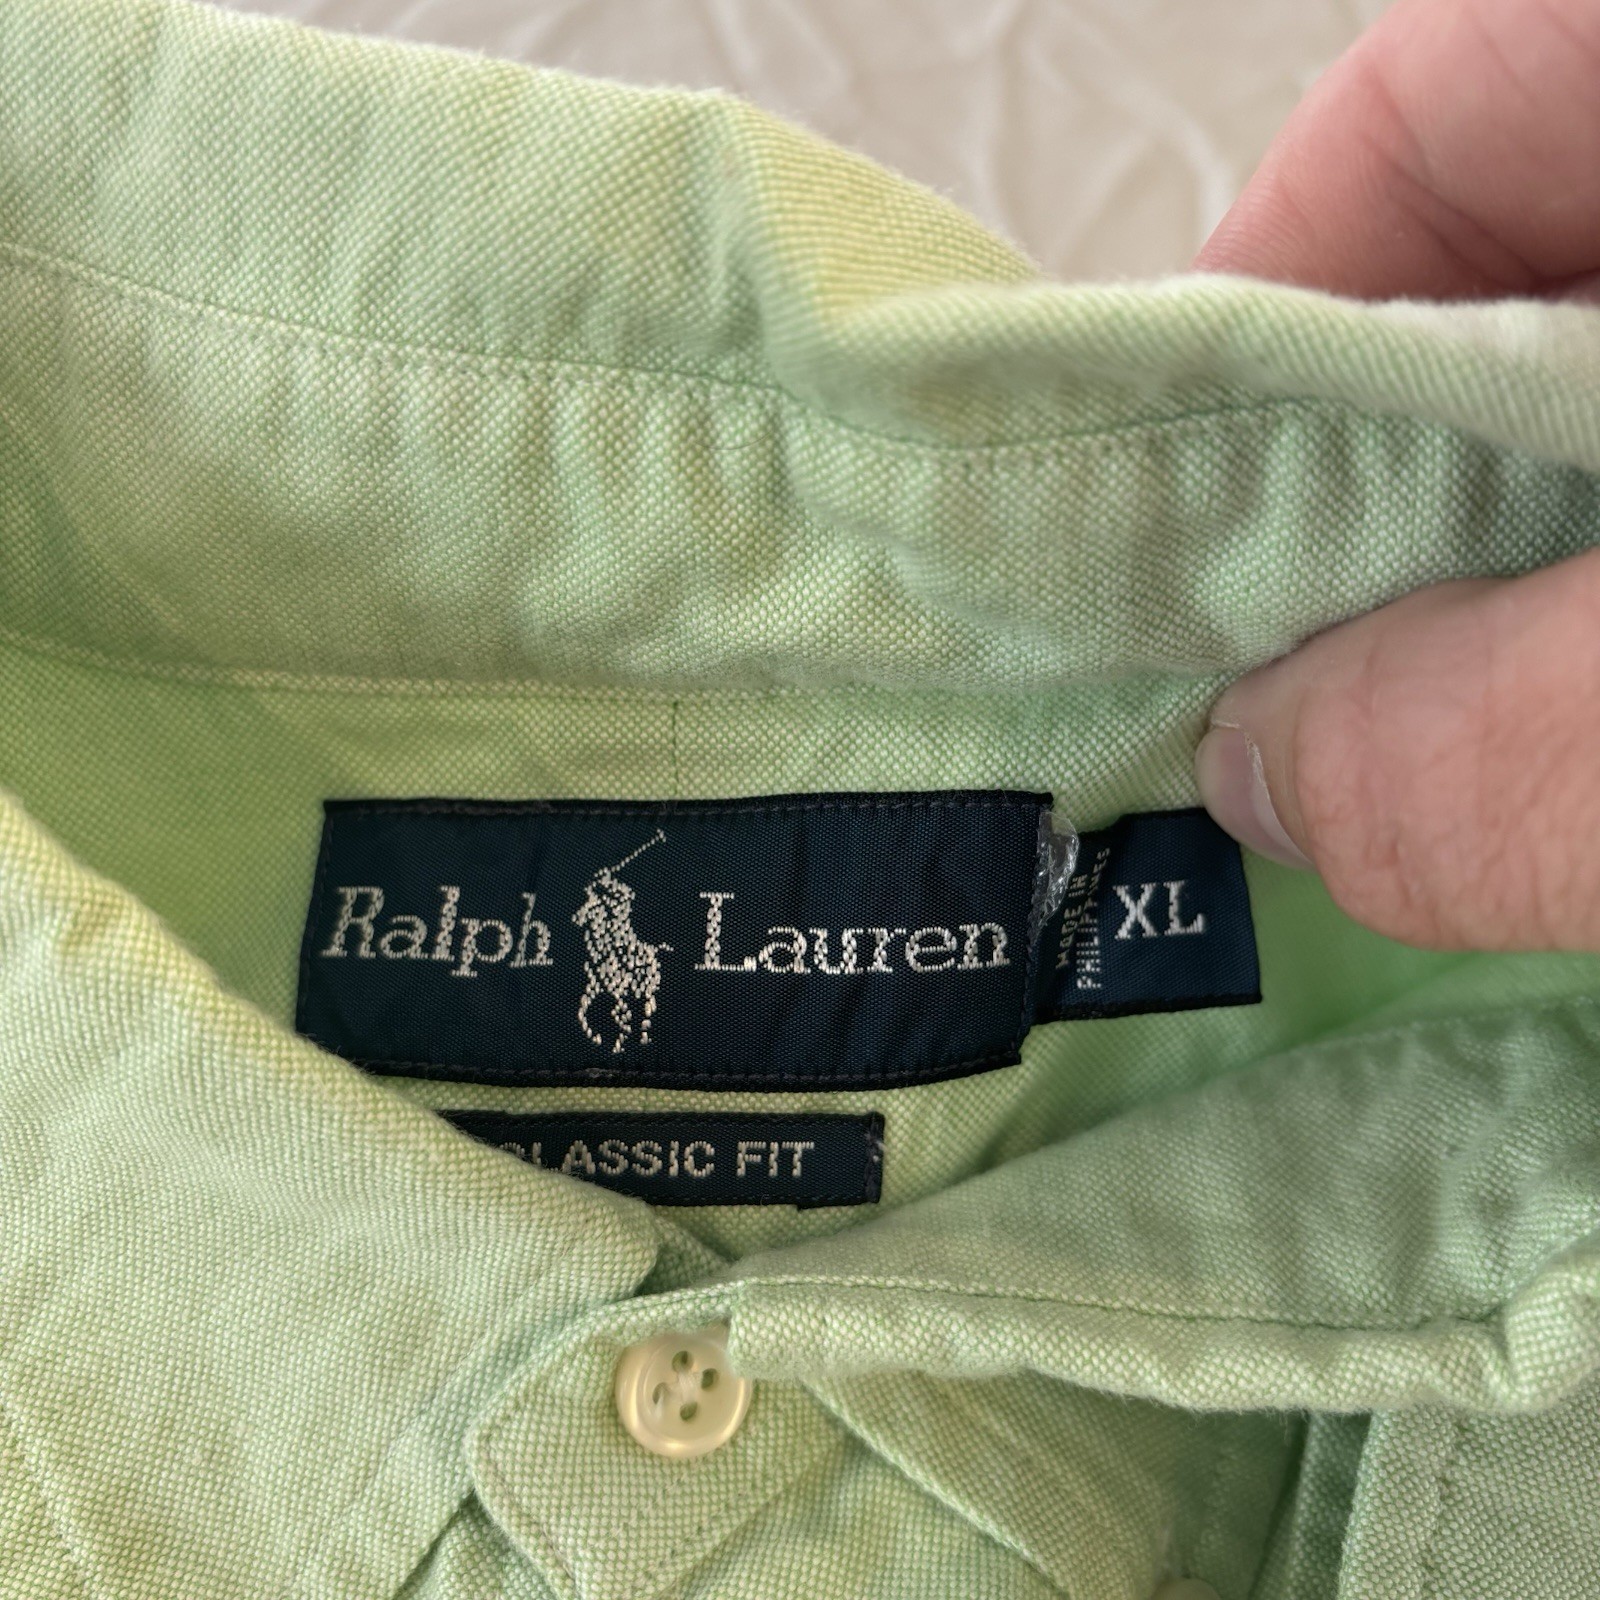 Ralph Lauren
MADE IN
PHILIPPINES
XL
CLASSIC FIT